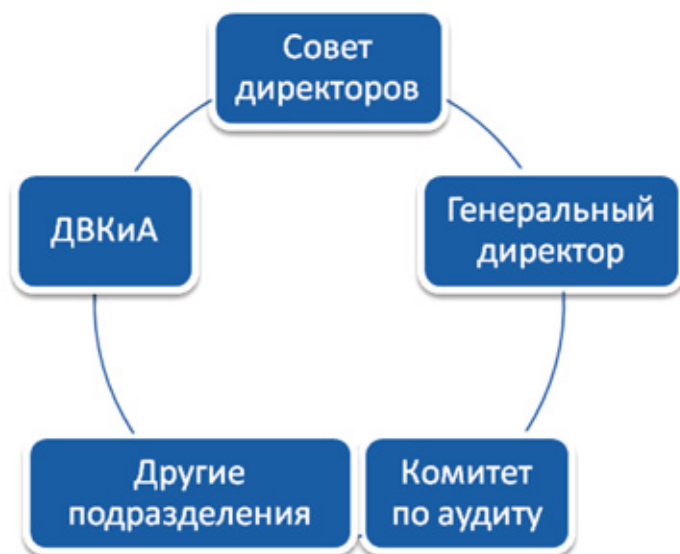 Совет
директоров
Генеральный
директор
Комитет
по аудиту
Другие
подразделения
ДВКиА